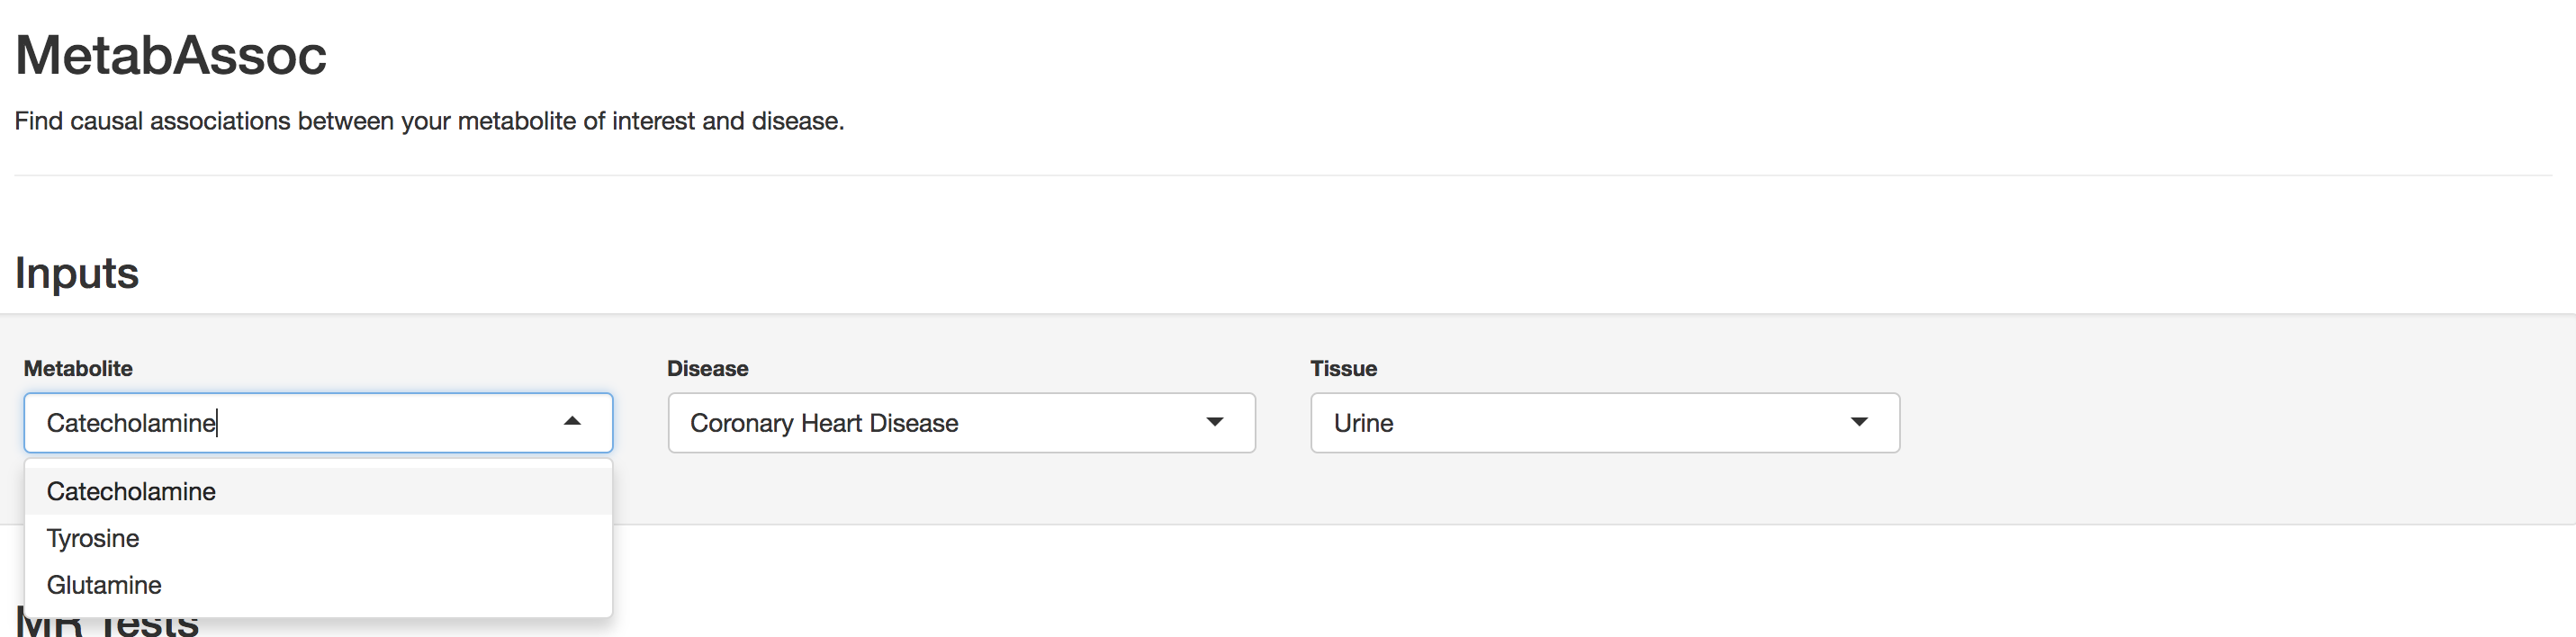 MetabAssoc
Find causal associations between your metabolite of interest and disease.
Inputs
Metabolite
Disease
Tissue
Catecholamine
Coronary Heart Disease
Urine
Catecholamine
Tyrosine
Glutamine
MR Tests